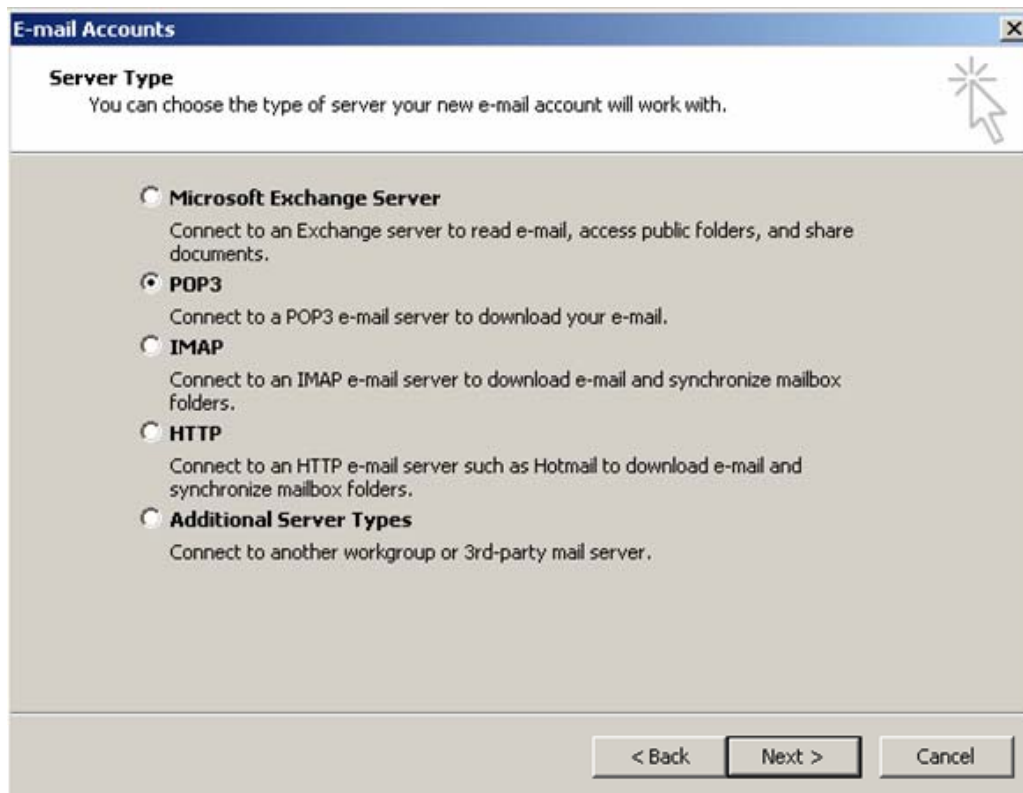 E-mail Accounts
Server Type
You can choose the type of server your new e-mail account will work with.
Microsoft Exchange Server
Connect to an Exchange server to read e-mail, access public folders, and share
documents.
POP3
Connect to a POP3 e-mail server to download your e-mail.
IMAP
Connect to an IMAP e-mail server to download e-mail and synchronize mailbox
folders.
HTTP
Connect to an HTTP e-mail server such as Hotmail to download e-mail and
synchronize mailbox folders.
Additional Server Types
Connect to another workgroup or 3rd-party mail server.
< Back Next > Cancel